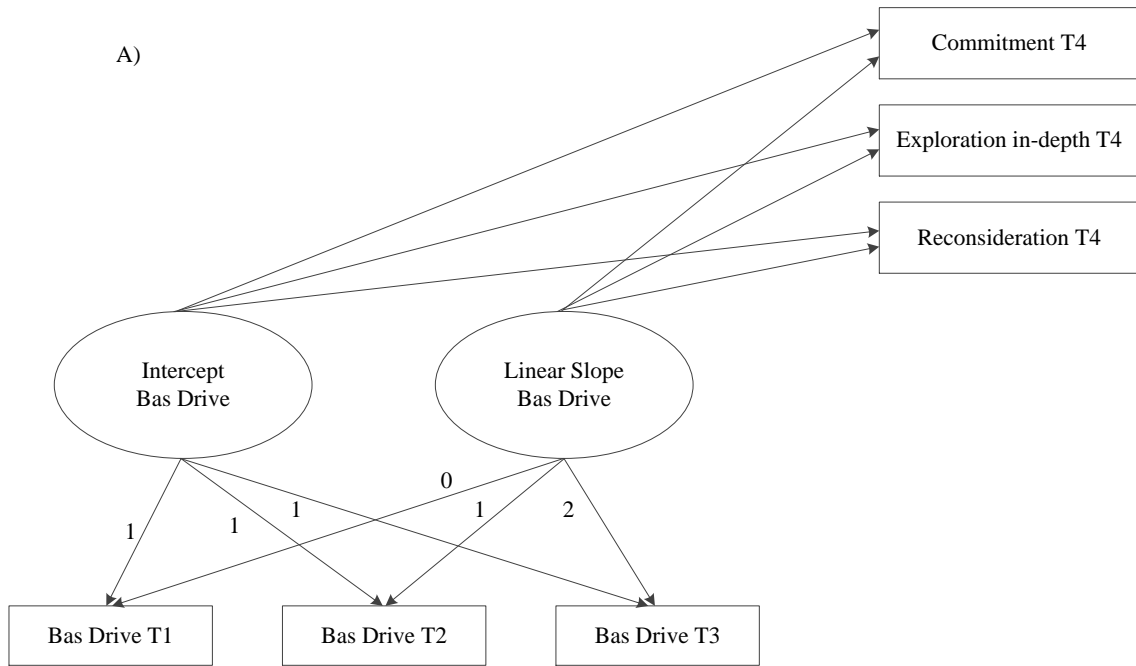 A)
Commitment T4
Exploration in-depth T4
Reconsideration T4
Intercept
Bas Drive
Linear Slope
Bas Drive
1
1
1
0
1
2
Bas Drive T1
Bas Drive T2
Bas Drive T3